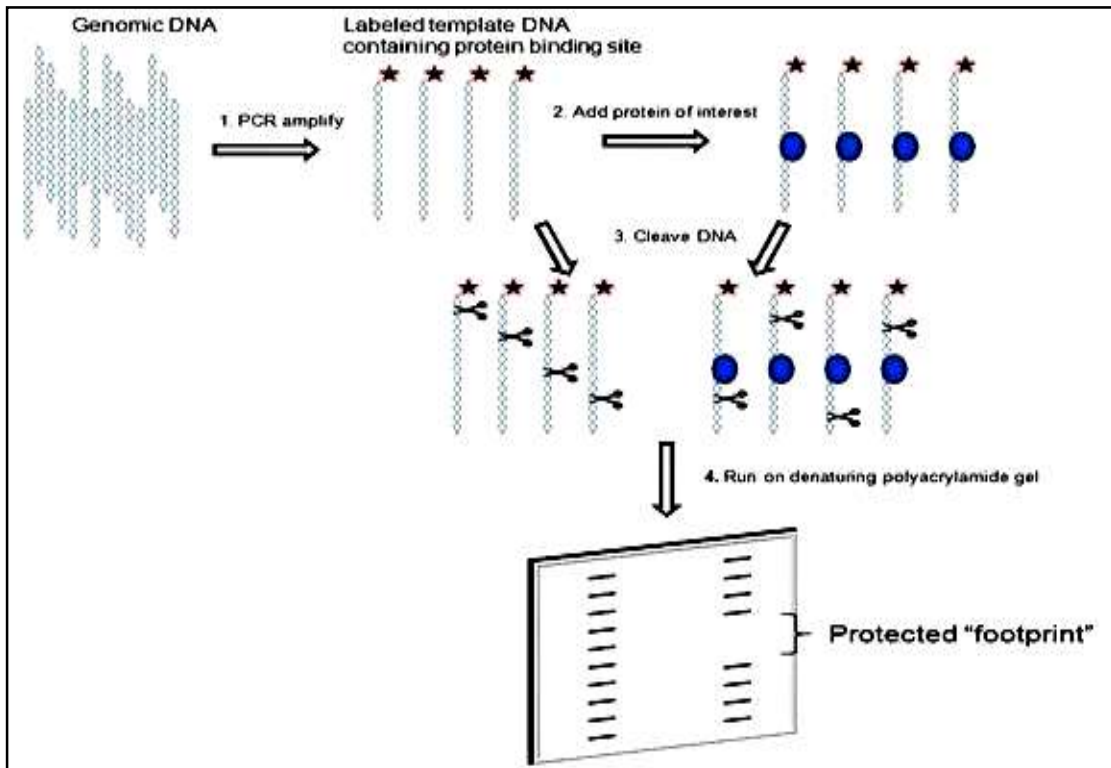 Genomic DNA
Labeled template DNA
containing protein binding site
1. PCR amplify
2. Add protein of interest
3. Cleave DNA
4. Run on denaturing polyacrylamide gel
Protected "footprint"